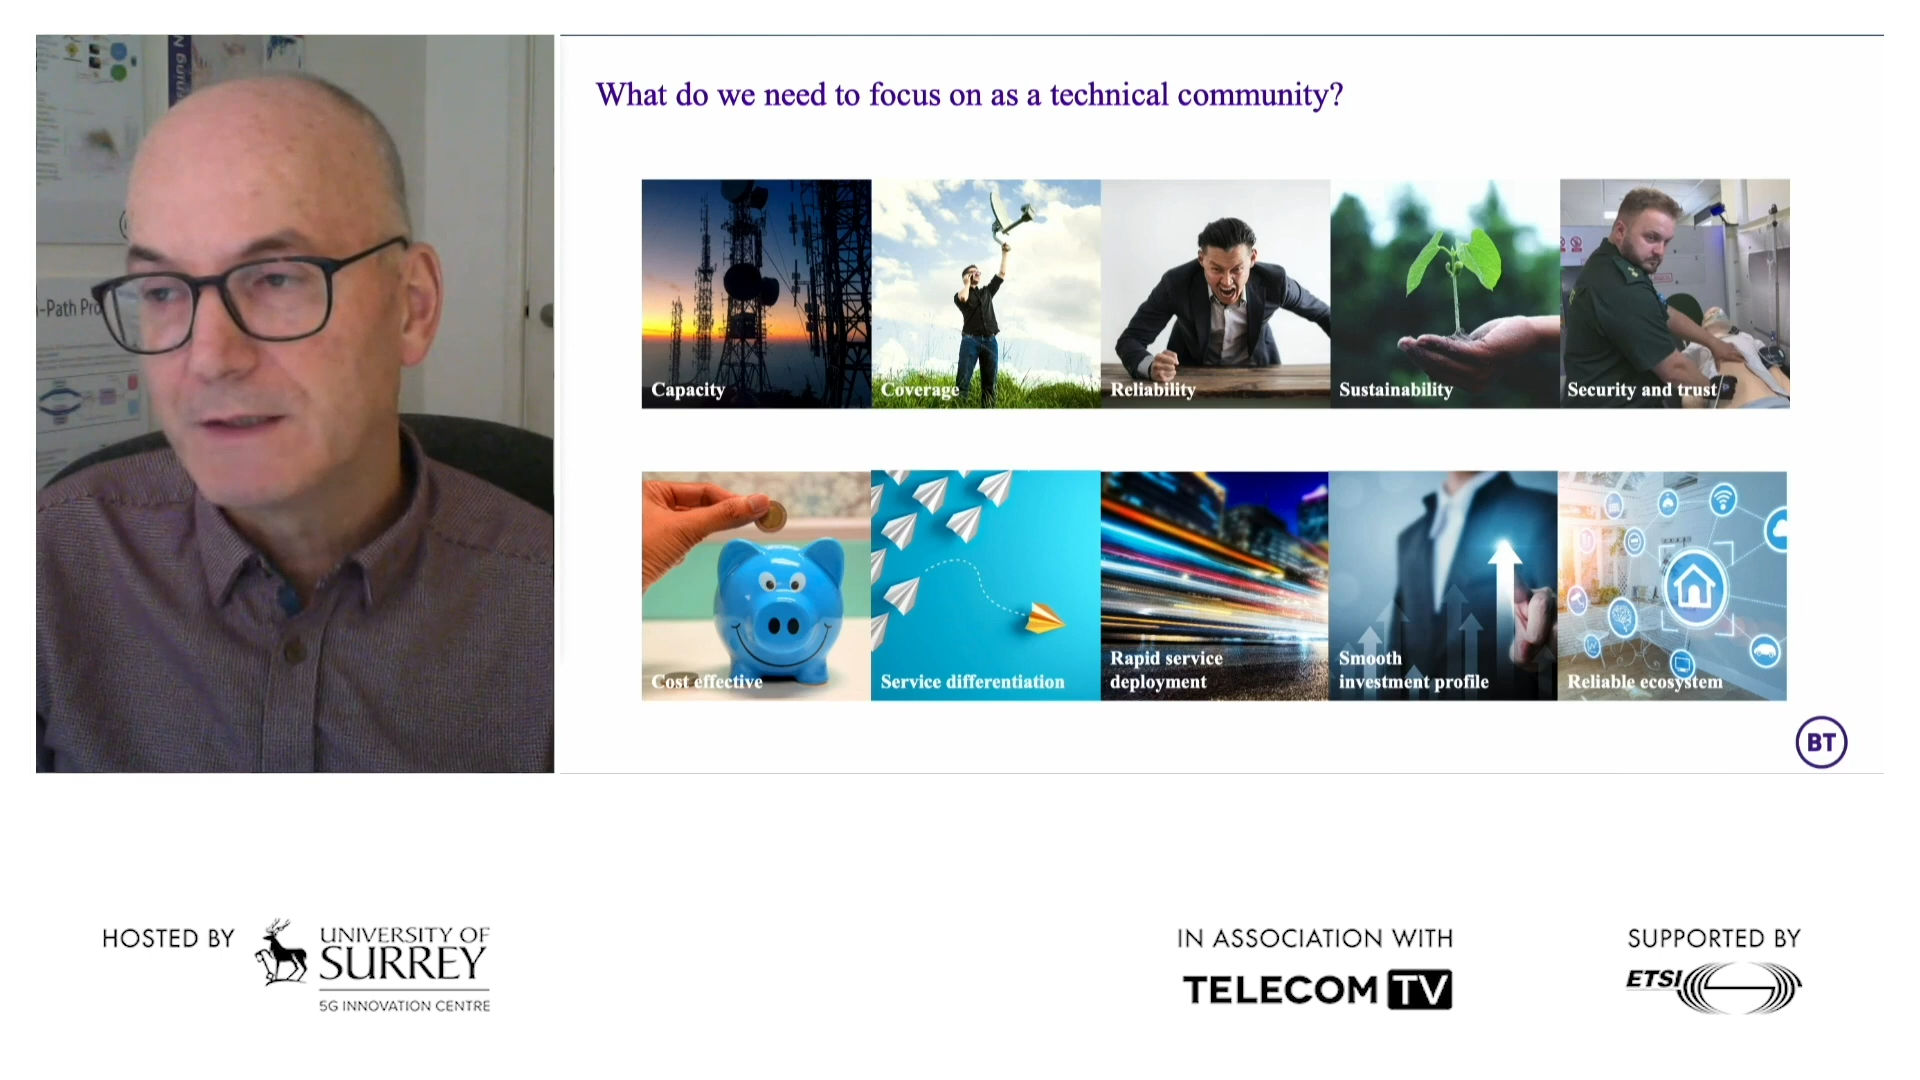 ning N
-Path Pro
What do we need to focus on as a technical community?
Capacity
Coverage
Reliability
Sustainability
Security and trust
Cost effective
Service differentiation
Rapid service
deployment
Smooth
investment profile
Reliable ecosystem
BT
HOSTED BY
UNIVERSITY OF
SURREY
5G INNOVATION CENTRE
IN ASSOCIATION WITH
TELECOM TV
SUPPORTED BY
ETSI